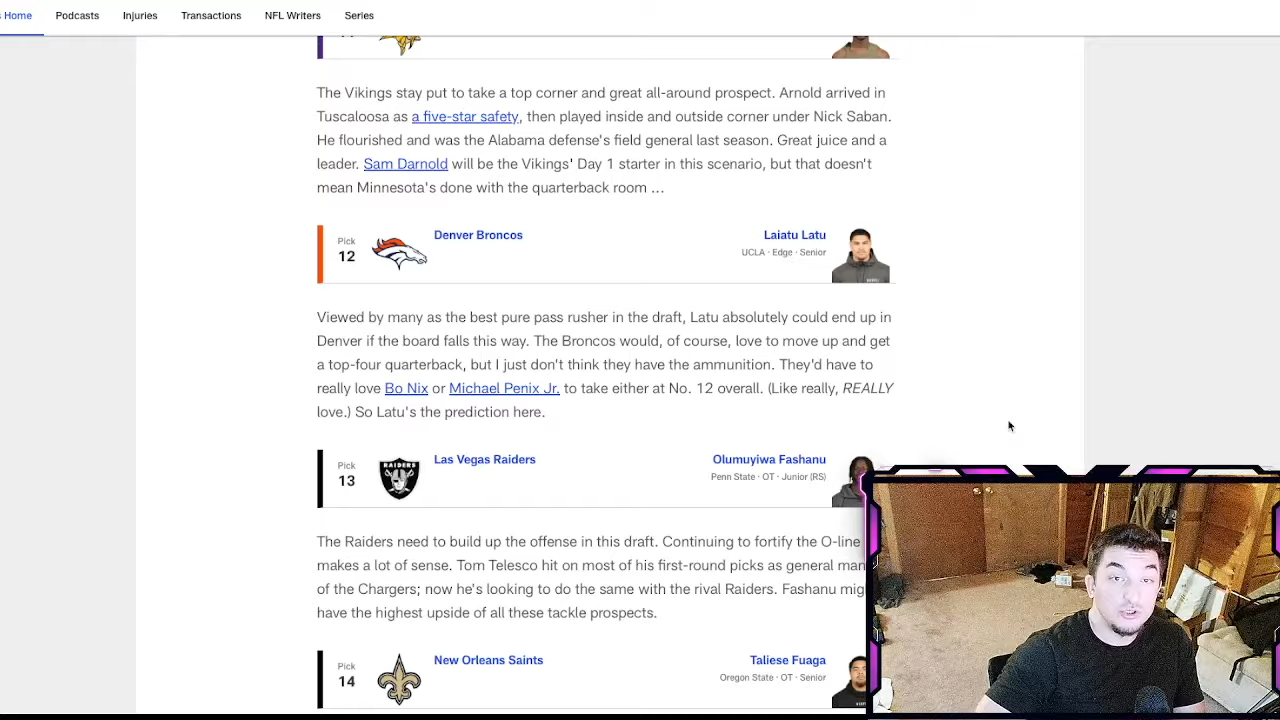 Home
Podcasts
Injuries
Transactions
NFL Writers
Series
The Vikings stay put to take a top corner and great all-around prospect. Arnold arrived in
Tuscaloosa as a five-star safety, then played inside and outside corner under Nick Saban.
He flourished and was the Alabama defense's field general last season. Great juice and a
leader. Sam Darnold will be the Vikings' Day 1 starter in this scenario, but that doesn't
mean Minnesota's done with the quarterback room ...
Pick
12
Denver Broncos
Laiatu Latu
UCLA · Edge · Senior
Viewed by many as the best pure pass rusher in the draft, Latu absolutely could end up in
Denver if the board falls this way. The Broncos would, of course, love to move up and get
a top-four quarterback, but I just don't think they have the ammunition. They'd have to
really love Bo Nix or Michael Penix Jr. to take either at No. 12 overall. (Like really, REALLY
love.) So Latu's the prediction here.
Pick
13
RAIDERS
Las Vegas Raiders
Olumuyiwa Fashanu
Penn State · OT · Junior (RS)
The Raiders need to build up the offense in this draft. Continuing to fortify the O-line
makes a lot of sense. Tom Telesco hit on most of his first-round picks as general man
of the Chargers; now he's looking to do the same with the rival Raiders. Fashanu mig
have the highest upside of all these tackle prospects.
Pick
14
New Orleans Saints
Taliese Fuaga
Oregon State · OT · Senior